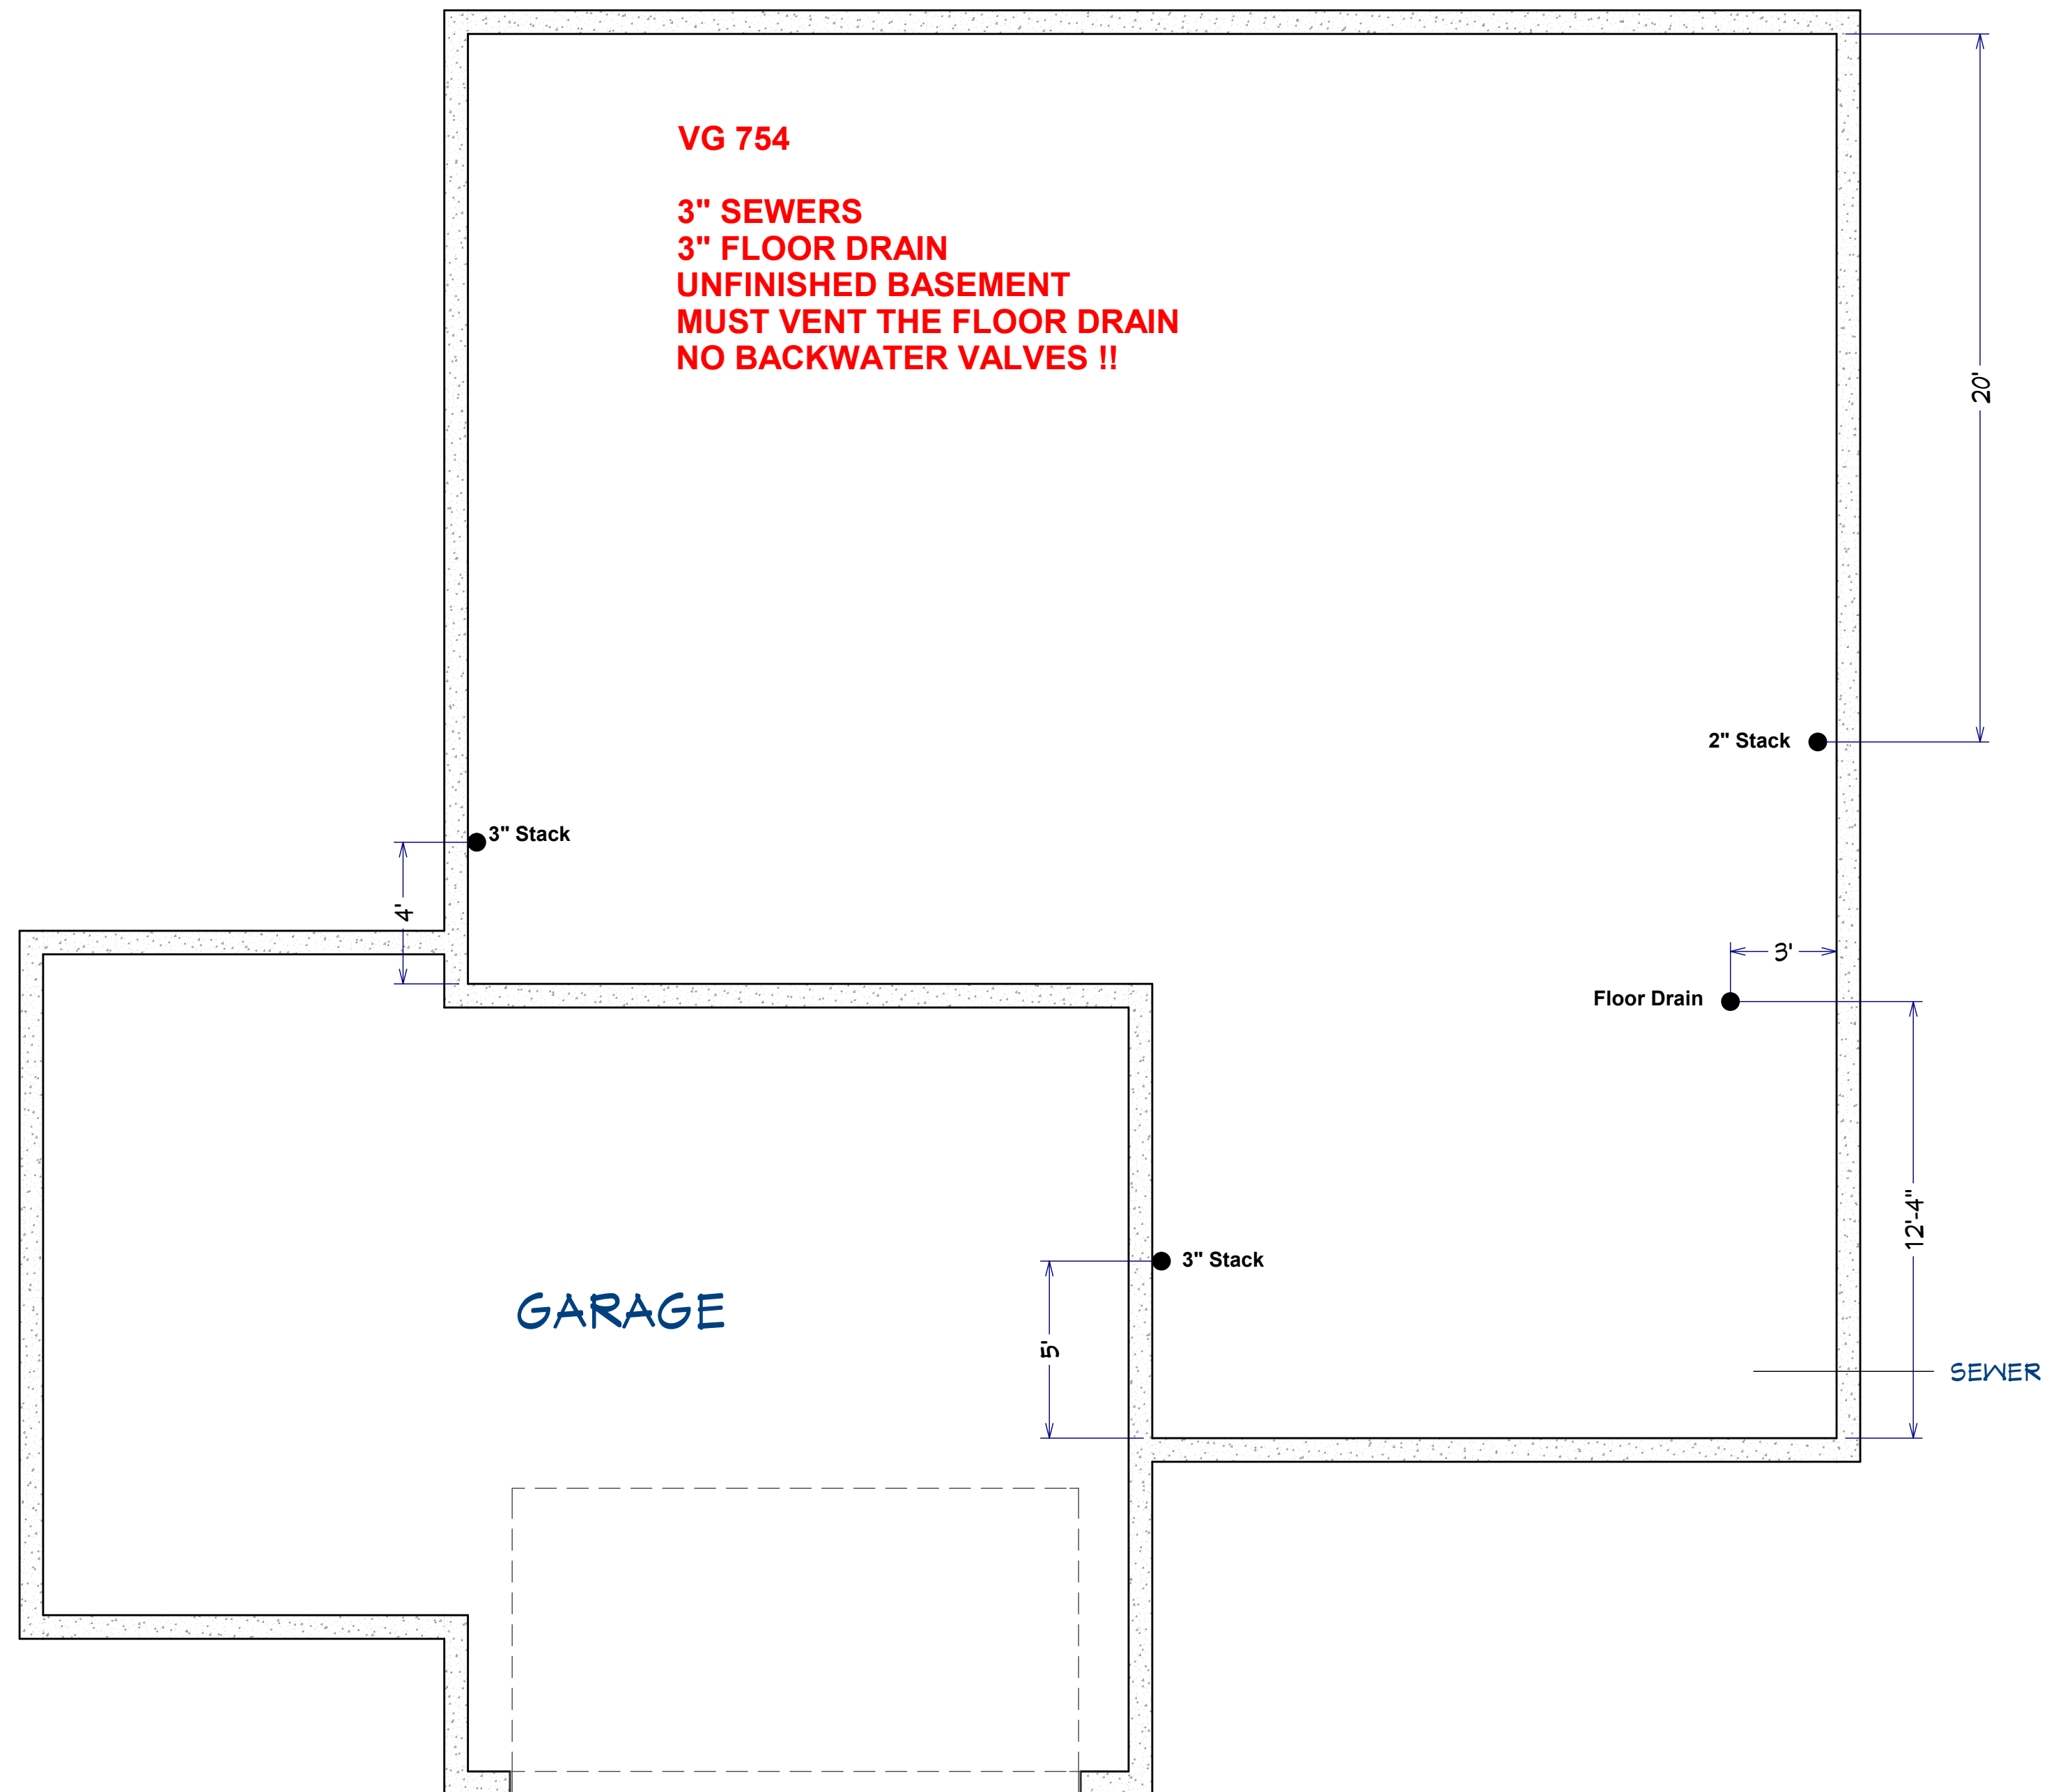 VG 754
3" SEWERS
3" FLOOR DRAIN
UNFINISHED BASEMENT
MUST VENT THE FLOOR DRAIN
NO BACKWATER VALVES !!
20'
2" Stack
3" Stack
4'
3'
Floor Drain
12'-4"
3" Stack
GARAGE
5'
SEWER